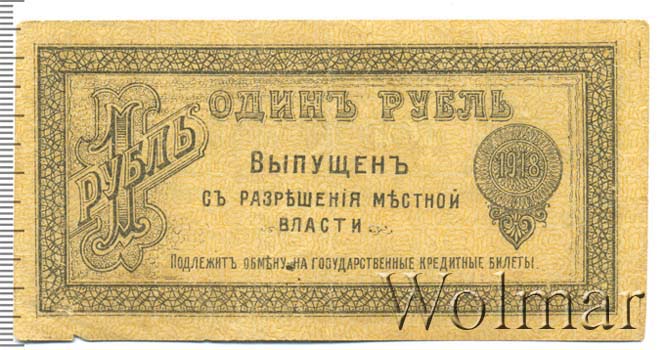 ОДИНЪ РУБЛЬ
1
РУБЛЬ
1918
ВЫПУЩЕНЪ
СЪ РАЗРѢШЕНІЯ МѢСТНОЙ
ВЛАСТИ
ПОДЛЕЖИТЪ ОБМѢНУ НА ГОСУДАРСТВЕННЫЕ КРЕДИТНЫЕ БИЛЕТЫ.
Wolmar